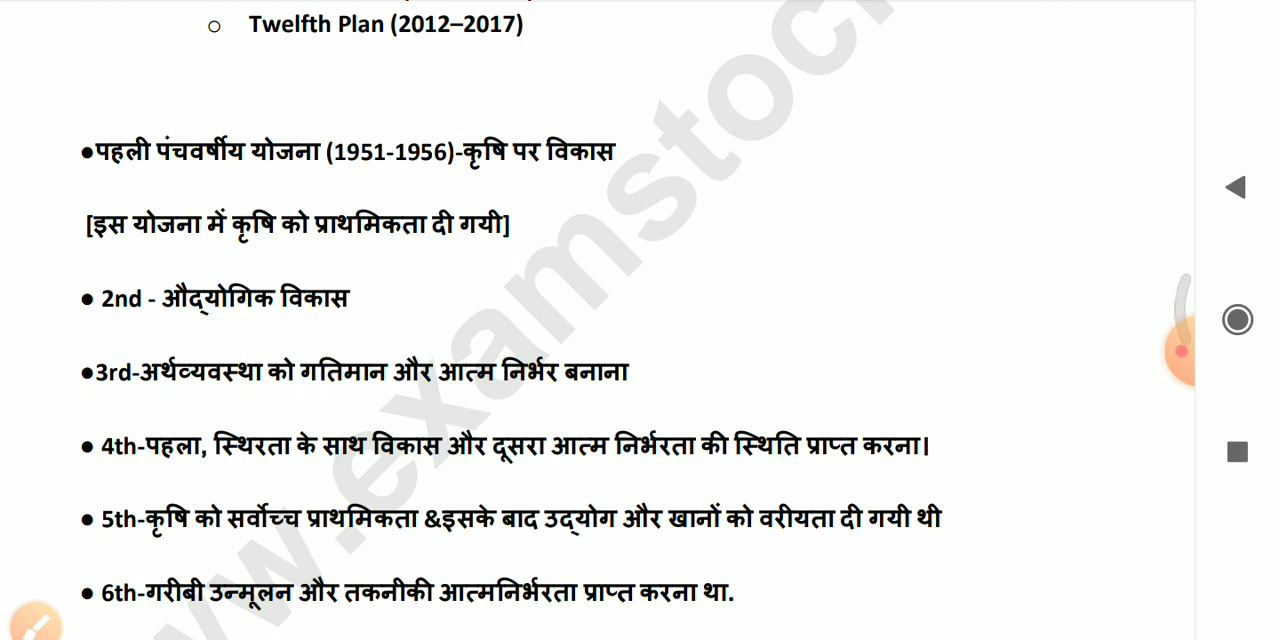 o Twelfth Plan (2012–2017)
●पहली पंचवर्षीय योजना (1951-1956)-कृषि पर विकास
[इस योजना में कृषि को प्राथमिकता दी गयी]
● 2nd - औद्योगिक विकास
●3rd-अर्थव्यवस्था को गतिमान और आत्म निर्भर बनाना
● 4th-पहला, स्थिरता के साथ विकास और दूसरा आत्म निर्भरता की स्थिति प्राप्त करना।
● 5th-कृषि को सर्वोच्च प्राथमिकता &इसके बाद उद्योग और खानों को वरीयता दी गयी थी
● 6th-गरीबी उन्मूलन और तकनीकी आत्मनिर्भरता प्राप्त करना था.
w.examstoc